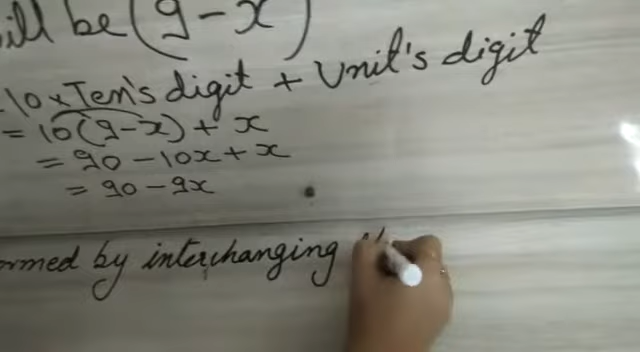 ill be (9-x)
10 x Ten's digit + Unit's digit
= 10(9-x) + x
= 90 - 10x + x
= 90 - 9x
ormed by interchanging